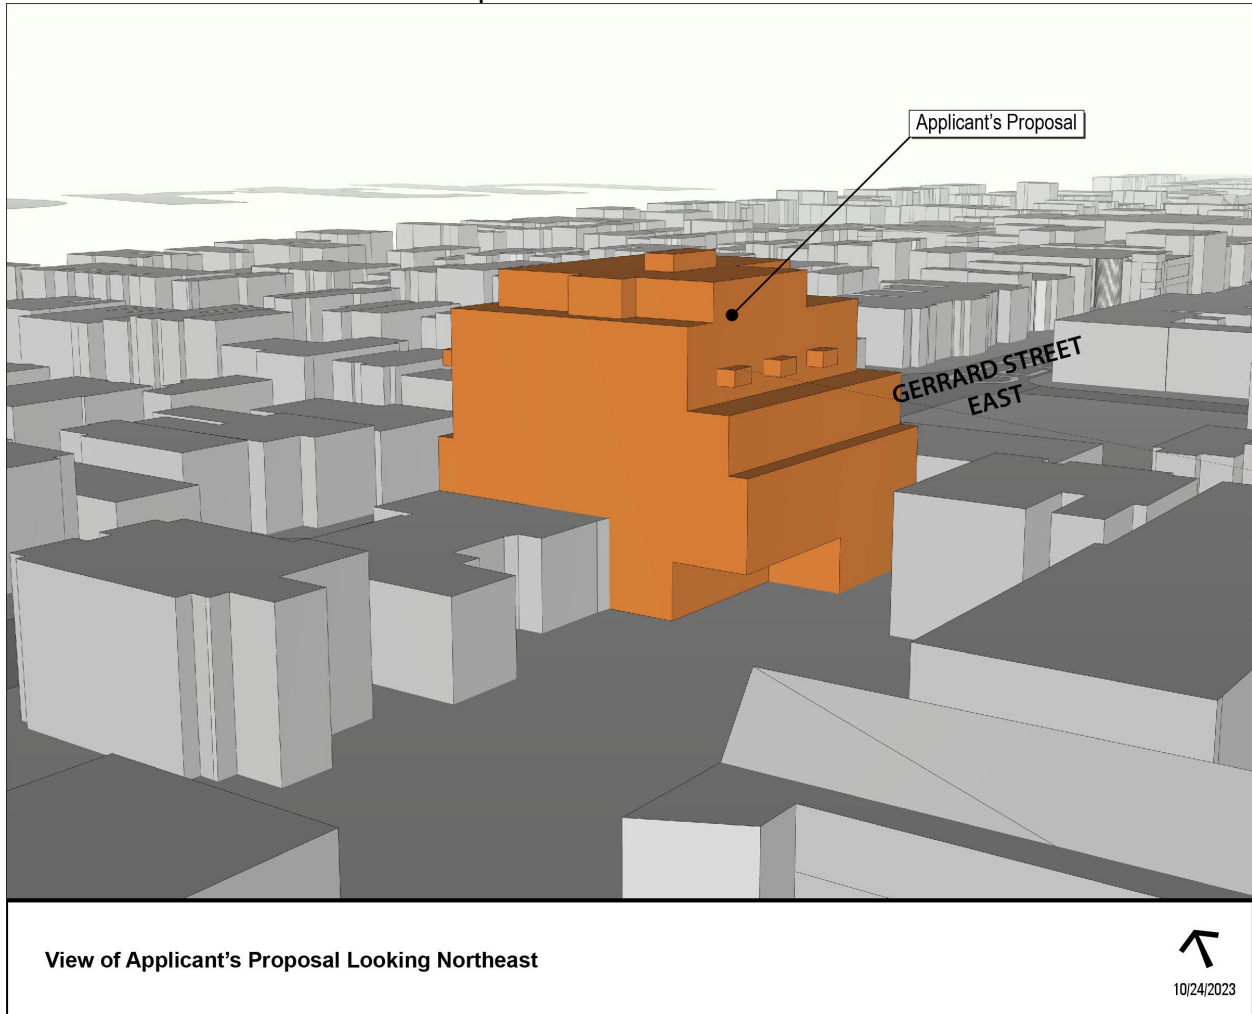 Applicant's Proposal
GERRARD STREET
EAST
View of Applicant's Proposal Looking Northeast
10/24/2023